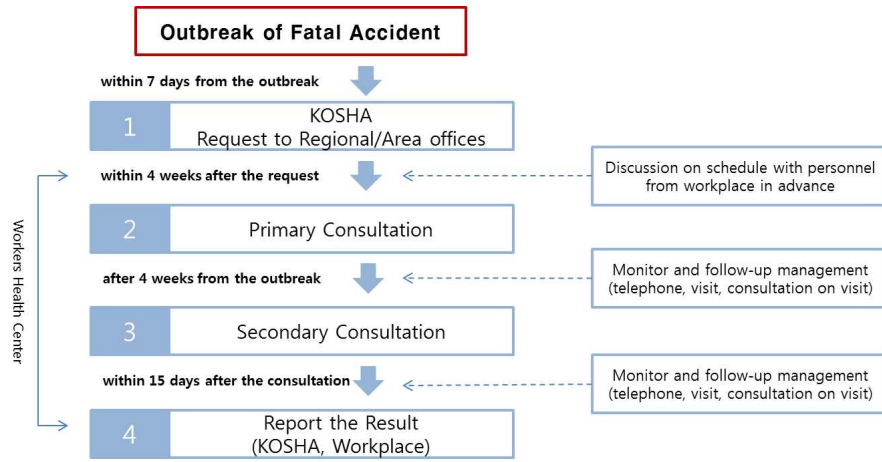 Outbreak of Fatal Accident
within 7 days from the outbreak
1
KOSHA
Request to Regional/Area offices
within 4 weeks after the request
Discussion on schedule with personnel
from workplace in advance
2
Primary Consultation
Workers Health Center
after 4 weeks from the outbreak
Monitor and follow-up management
(telephone, visit, consultation on visit)
3
Secondary Consultation
within 15 days after the consultation
Monitor and follow-up management
(telephone, visit, consultation on visit)
4
Report the Result
(KOSHA, Workplace)